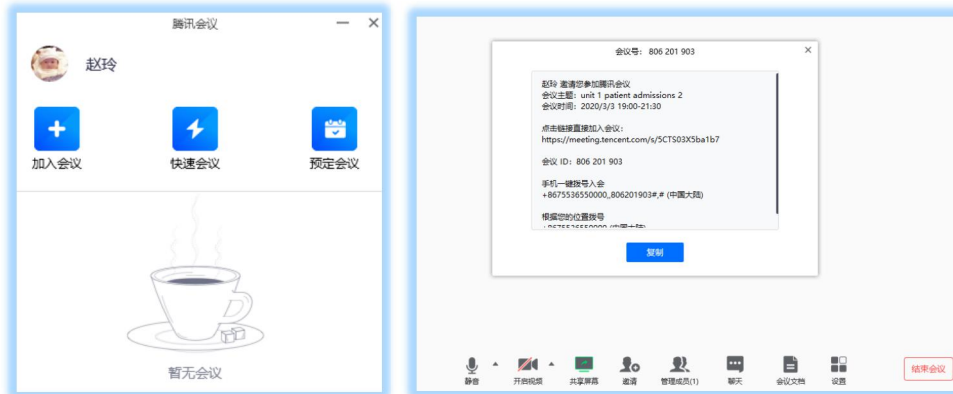 腾讯会议
赵玲
加入会议
快速会议
预定会议
暂无会议
会议号： 806 201 903
赵玲 邀请您参加腾讯会议
会议主题：unit 1 patient admissions 2
会议时间：2020/3/3 19:00-21:30
点击链接直接加入会议：
https://meeting.tencent.com/s/5CTS03X5ba1b7
会议 ID：806 201 903
手机一键拨号入会
+8675536550000,,806201903#,# (中国大陆)
根据您的位置拨号
+8675536550000 (中国大陆)
复制
静音
开启视频
共享屏幕
邀请
管理成员(1)
聊天
会议文档
设置
结束会议